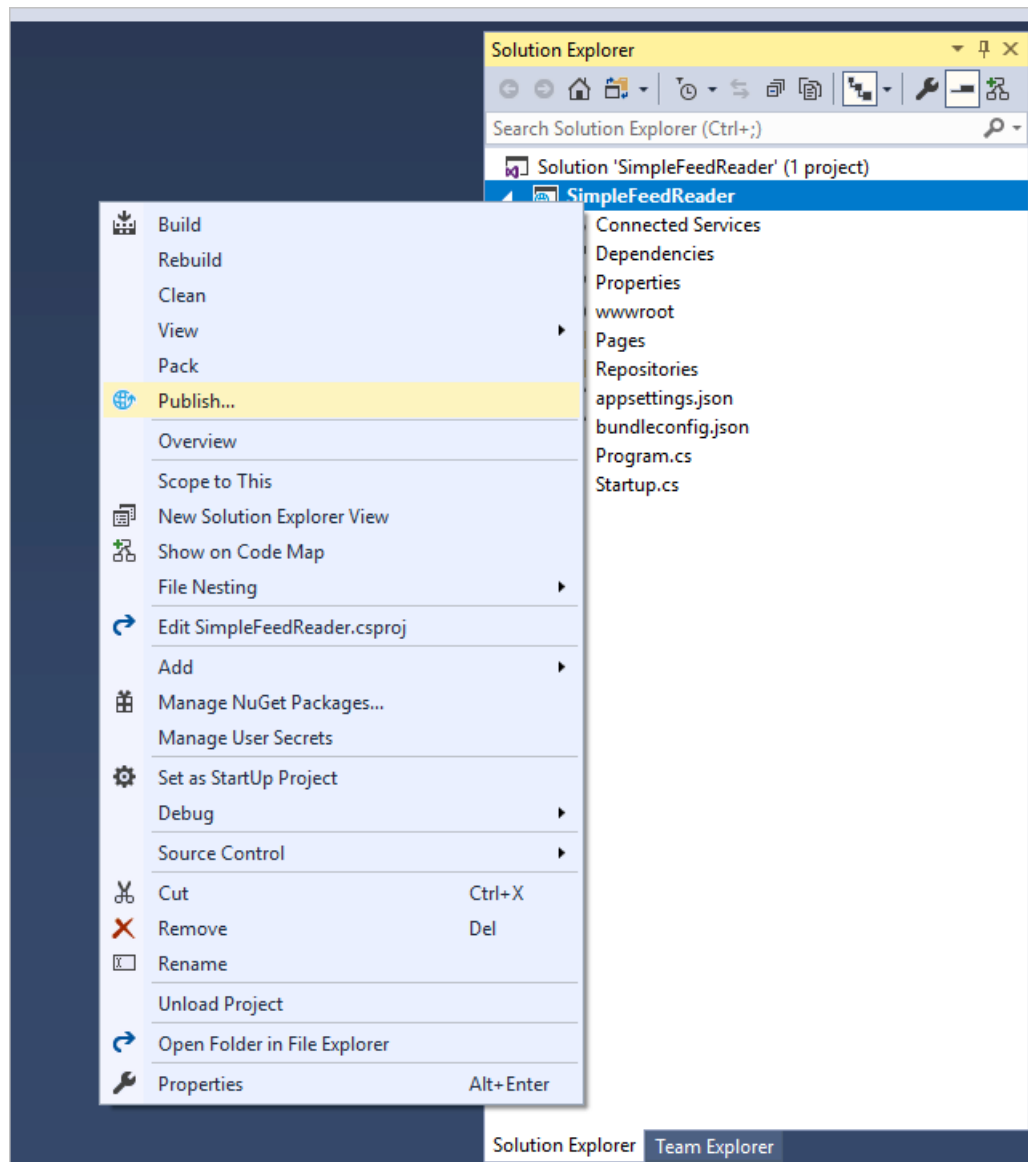 Solution Explorer
Search Solution Explorer (Ctrl+;)
Solution 'SimpleFeedReader' (1 project)
SimpleFeedReader
Connected Services
Dependencies
Properties
wwwroot
Pages
Repositories
appsettings.json
bundleconfig.json
Program.cs
Startup.cs
Build
Rebuild
Clean
View
Pack
Publish...
Overview
Scope to This
New Solution Explorer View
Show on Code Map
File Nesting
Edit SimpleFeedReader.csproj
Add
Manage NuGet Packages...
Manage User Secrets
Set as StartUp Project
Debug
Source Control
Cut Ctrl+X
Remove Del
Rename
Unload Project
Open Folder in File Explorer
Properties Alt+Enter
Solution Explorer Team Explorer